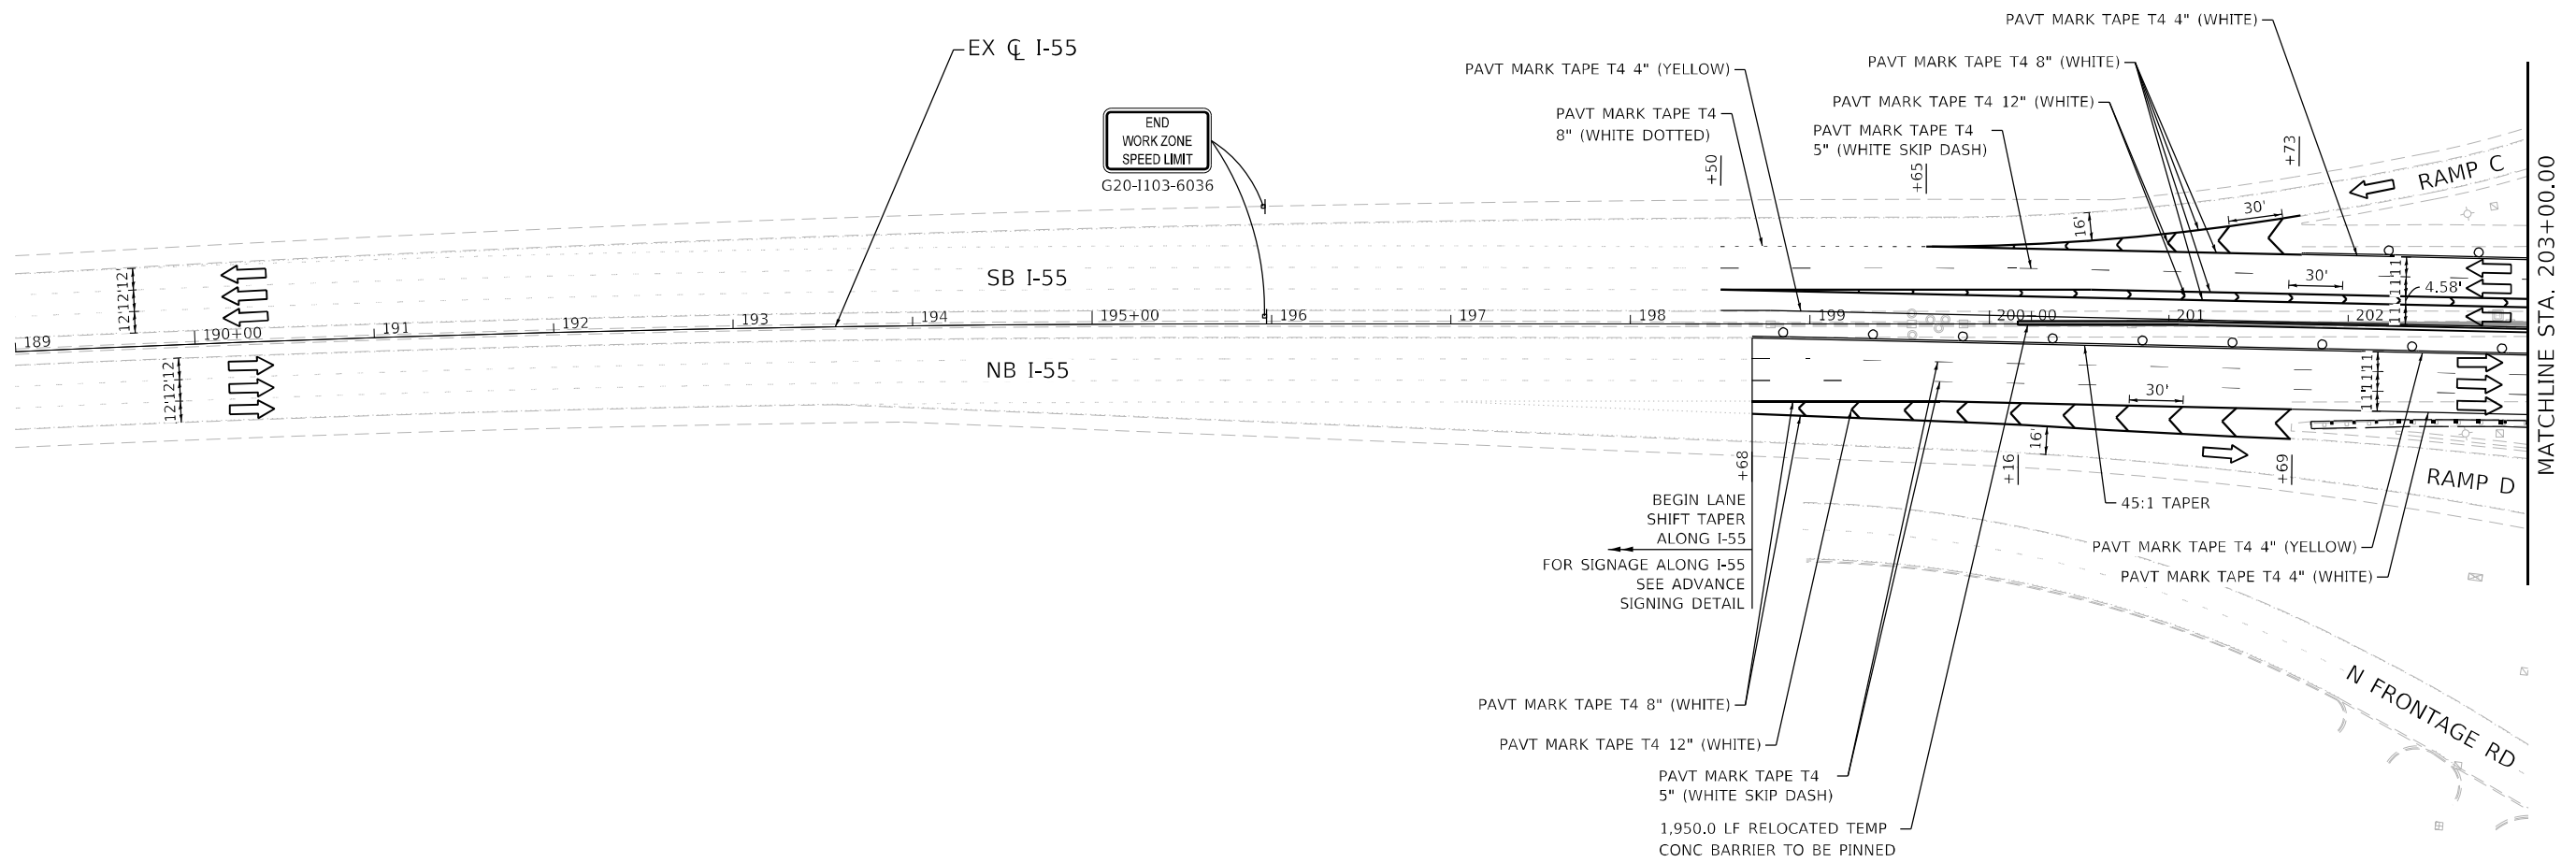 PAVT MARK TAPE T4 4" (WHITE)
EX ℄ I-55
PAVT MARK TAPE T4 8" (WHITE)
PAVT MARK TAPE T4 4" (YELLOW)
PAVT MARK TAPE T4 12" (WHITE)
PAVT MARK TAPE T4
8" (WHITE DOTTED)
PAVT MARK TAPE T4
5" (WHITE SKIP DASH)
END
WORK ZONE
SPEED LIMIT
G20-I103-6036
+50
+65
+73
RAMP C
MATCHLINE STA. 203+00.00
30'
16'
SB I-55
30'
4.58'
12'12'12'
11'11'11'
189
190+00
191
192
193
194
195+00
196
197
198
199
200+00
201
202
NB I-55
12'12'12'
11'11'11'
30'
16'
+68
+16
+69
RAMP D
BEGIN LANE
SHIFT TAPER
ALONG I-55
45:1 TAPER
FOR SIGNAGE ALONG I-55
SEE ADVANCE
SIGNING DETAIL
PAVT MARK TAPE T4 4" (YELLOW)
PAVT MARK TAPE T4 4" (WHITE)
N FRONTAGE RD
PAVT MARK TAPE T4 8" (WHITE)
PAVT MARK TAPE T4 12" (WHITE)
PAVT MARK TAPE T4
5" (WHITE SKIP DASH)
1,950.0 LF RELOCATED TEMP
CONC BARRIER TO BE PINNED